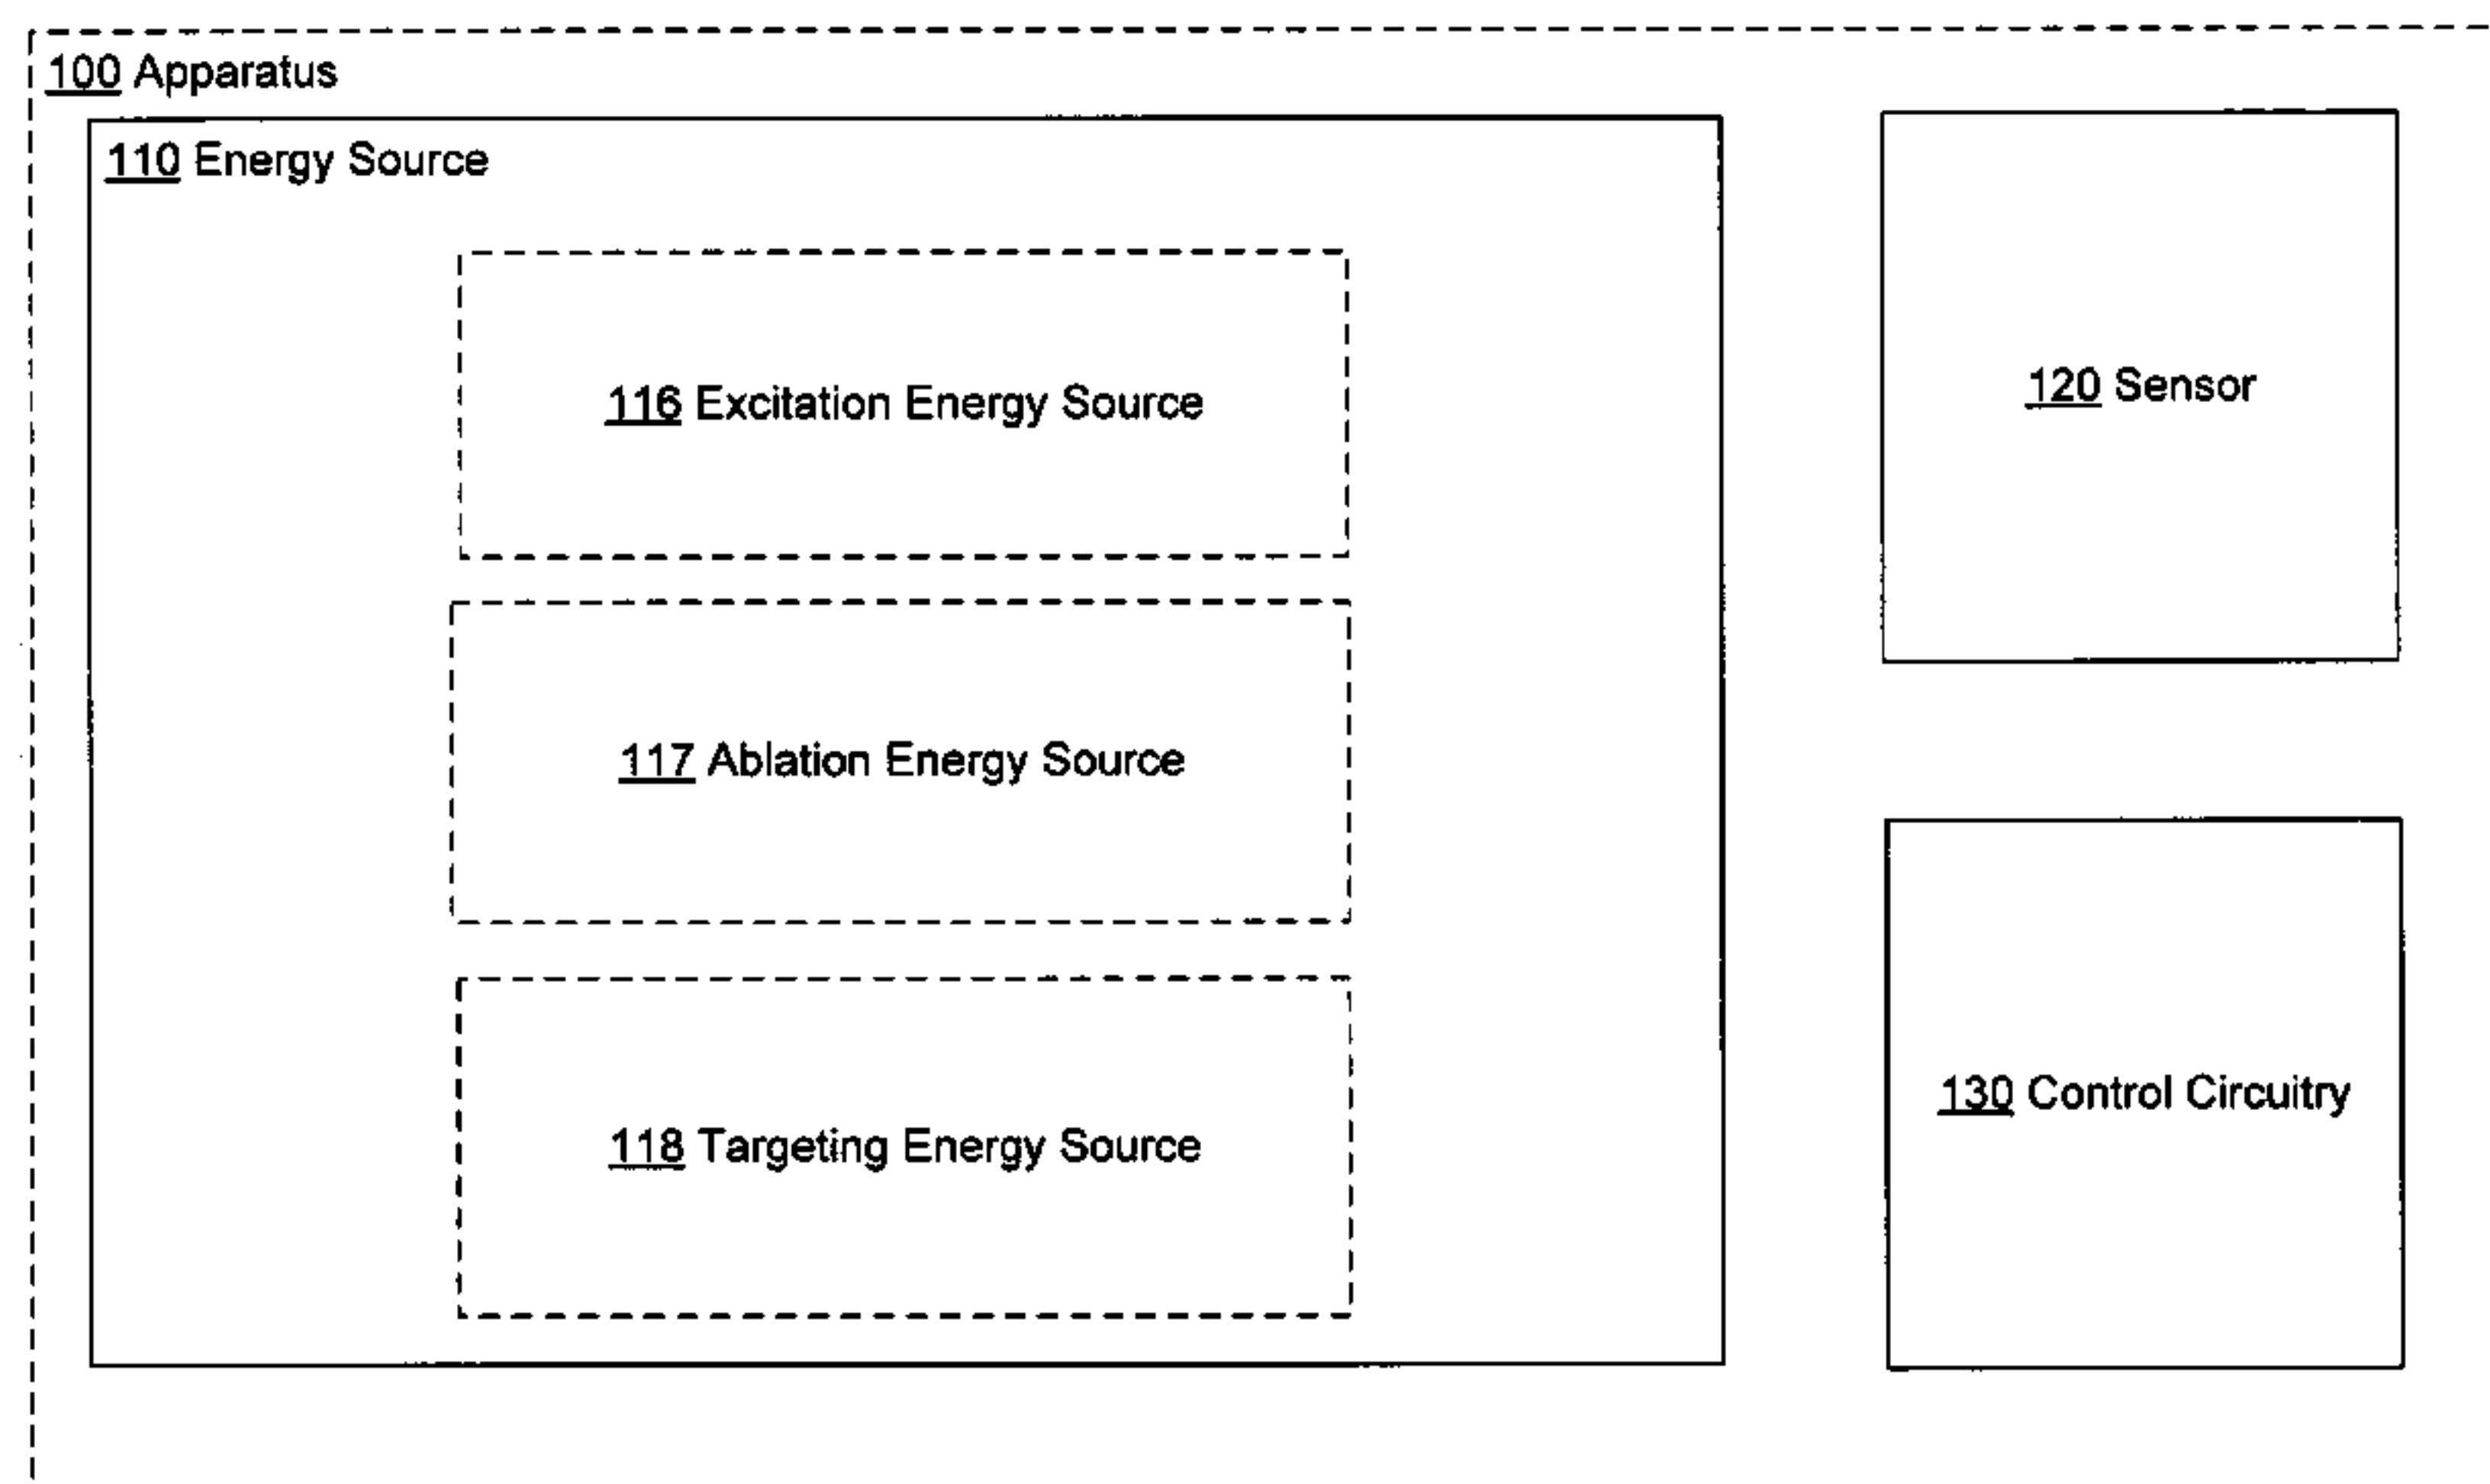 100 Apparatus
110 Energy Source
116 Excitation Energy Source
117 Ablation Energy Source
118 Targeting Energy Source
120 Sensor
130 Control Circuitry